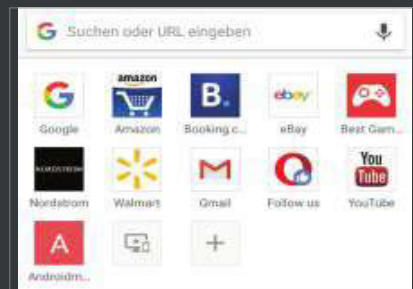 Suchen oder URL eingeben
amazon
B.
ebay
Google
Amazon
Booking.c...
eBay
Best Gam...
NORDSTROM
You
Tube
Nordstrom
Walmart
Gmail
Follow us
YouTube
A
Androidm...